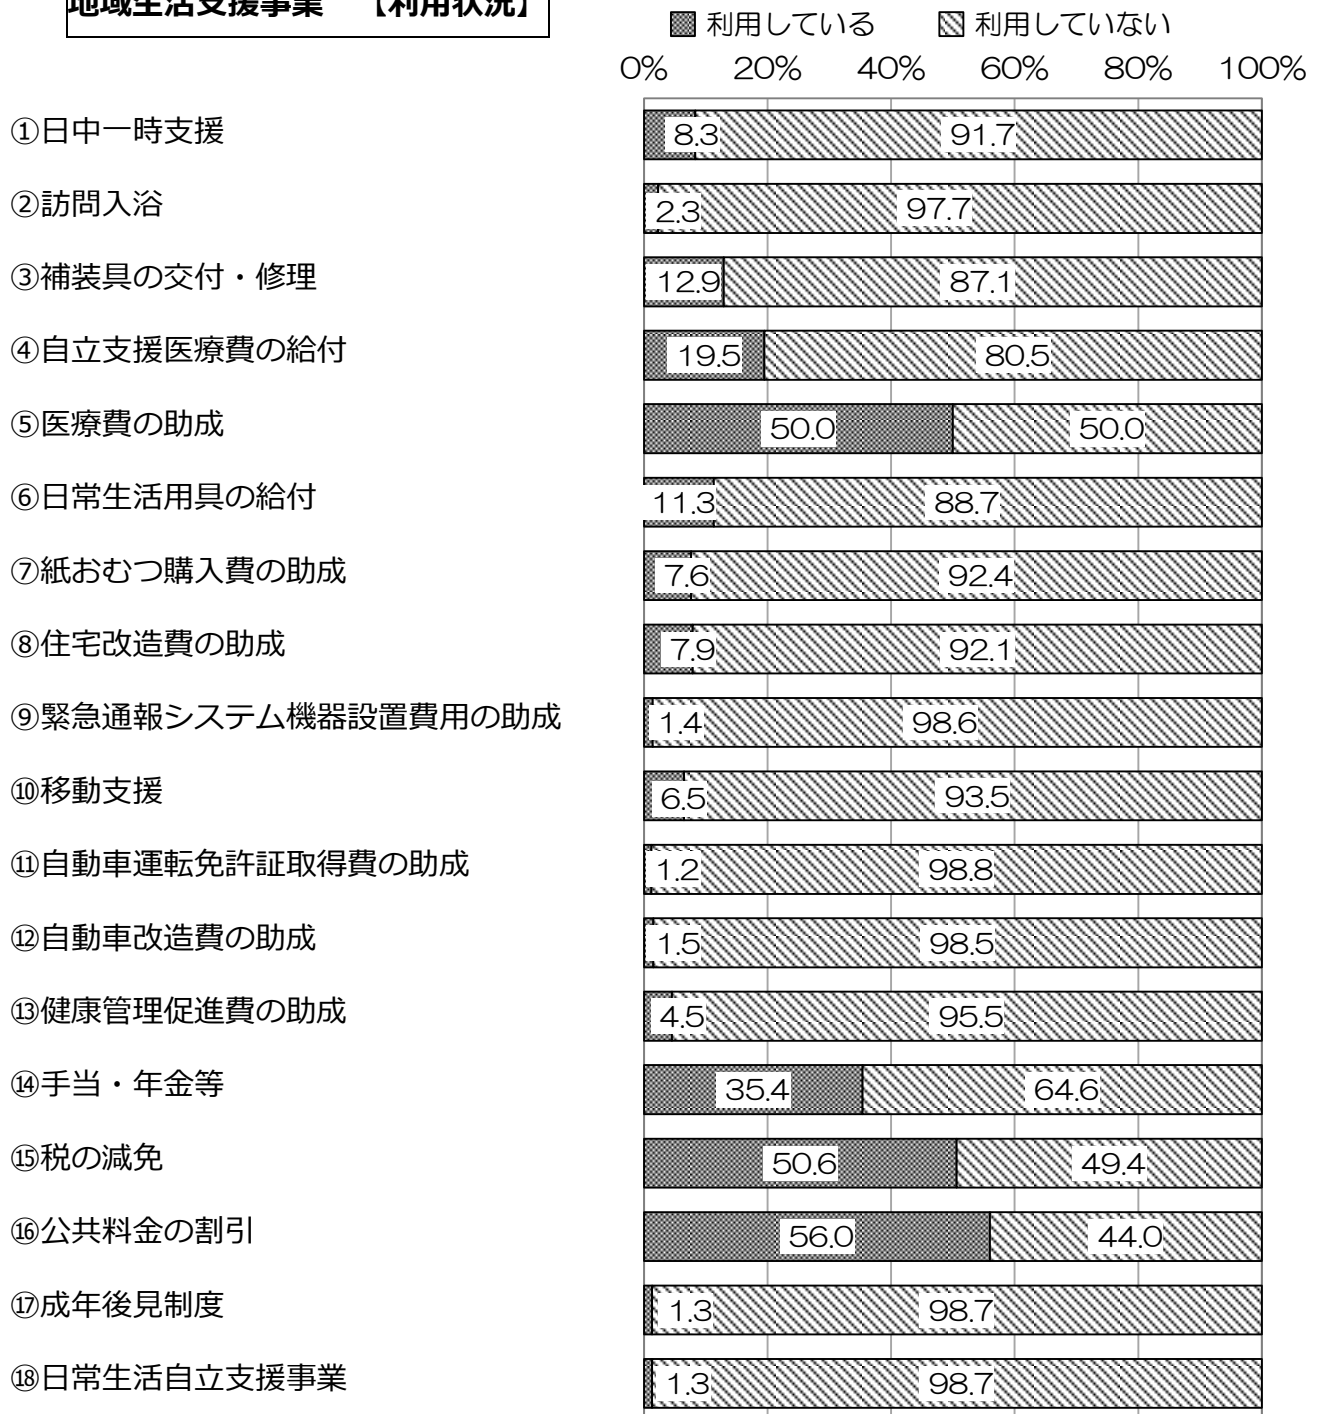 地域生活支援事業 【利用状況】
利用している 利用していない
0% 20% 40% 60% 80% 100%
①日中一時支援 8.3 91.7
②訪問入浴 2.3 97.7
③補装具の交付・修理 12.9 87.1
④自立支援医療費の給付 19.5 80.5
⑤医療費の助成 50.0 50.0
⑥日常生活用具の給付 11.3 88.7
⑦紙おむつ購入費の助成 7.6 92.4
⑧住宅改造費の助成 7.9 92.1
⑨緊急通報システム機器設置費用の助成 1.4 98.6
⑩移動支援 6.5 93.5
⑪自動車運転免許証取得費の助成 1.2 98.8
⑫自動車改造費の助成 1.5 98.5
⑬健康管理促進費の助成 4.5 95.5
⑭手当・年金等 35.4 64.6
⑮税の減免 50.6 49.4
⑯公共料金の割引 56.0 44.0
⑰成年後見制度 1.3 98.7
⑱日常生活自立支援事業 1.3 98.7